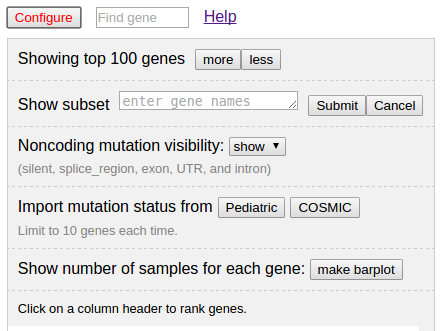 Configure Find gene Help
Showing top 100 genes more less
Show subset enter gene names Submit Cancel
Noncoding mutation visibility: show
(silent, splice_region, exon, UTR, and intron)
Import mutation status from Pediatric COSMIC
Limit to 10 genes each time.
Show number of samples for each gene: make barplot
Click on a column header to rank genes.